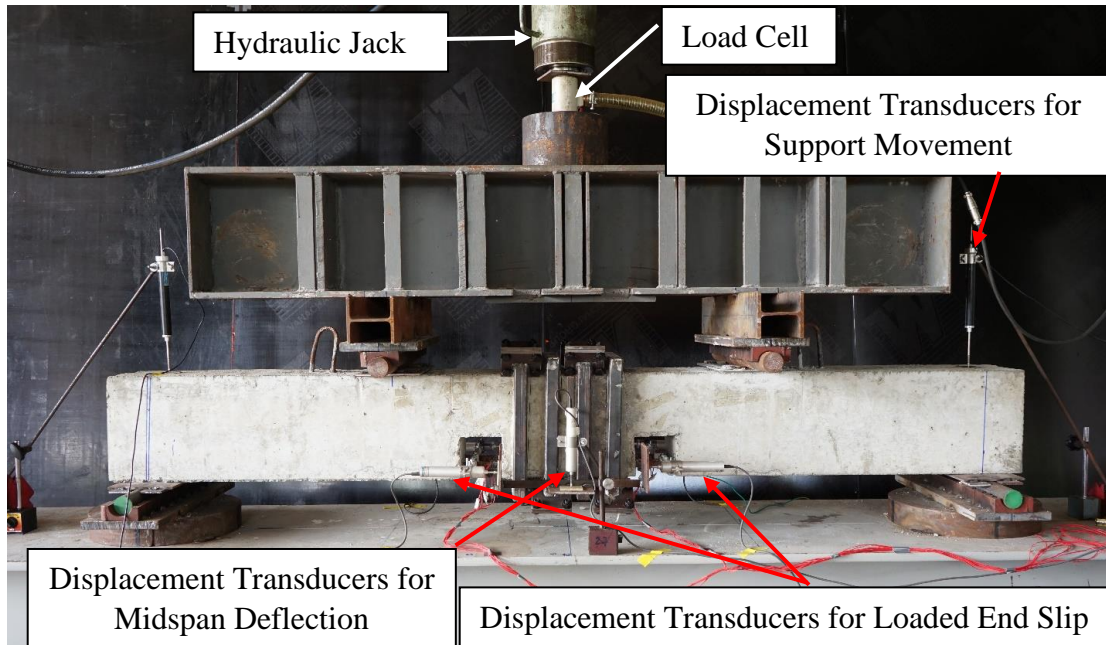 Hydraulic Jack
Load Cell
Displacement Transducers for
Support Movement
Displacement Transducers for
Midspan Deflection
Displacement Transducers for Loaded End Slip